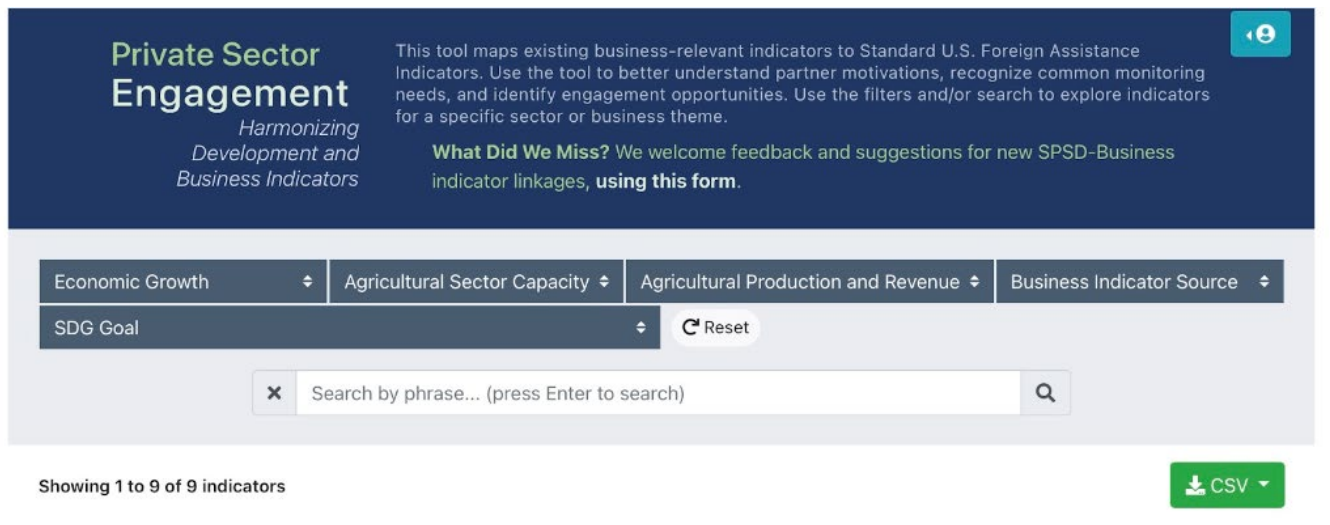 Private Sector
Engagement
Harmonizing
Development and
Business Indicators
This tool maps existing business-relevant indicators to Standard U.S. Foreign Assistance
Indicators. Use the tool to better understand partner motivations, recognize common monitoring
needs, and identify engagement opportunities. Use the filters and/or search to explore indicators
for a specific sector or business theme.
What Did We Miss? We welcome feedback and suggestions for new SPSD-Business
indicator linkages, using this form.
Economic Growth
Agricultural Sector Capacity
Agricultural Production and Revenue
Business Indicator Source
SDG Goal
Reset
Search by phrase... (press Enter to search)
Showing 1 to 9 of 9 indicators
CSV